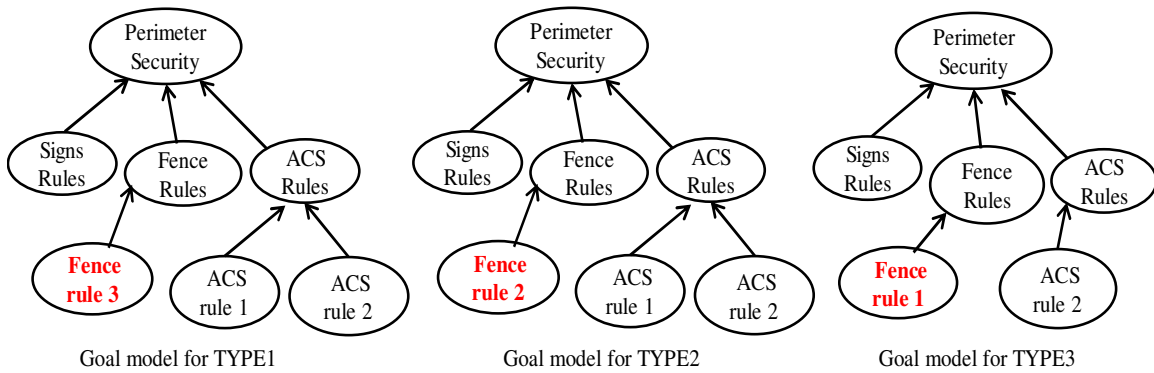 Perimeter
Security
Signs
Rules
Fence
Rules
ACS
Rules
Fence
rule 3
ACS
rule 1
ACS
rule 2
Goal model for TYPE1
Perimeter
Security
Signs
Rules
Fence
Rules
ACS
Rules
Fence
rule 2
ACS
rule 1
ACS
rule 2
Goal model for TYPE2
Perimeter
Security
Signs
Rules
Fence
Rules
ACS
Rules
Fence
rule 1
ACS
rule 2
Goal model for TYPE3